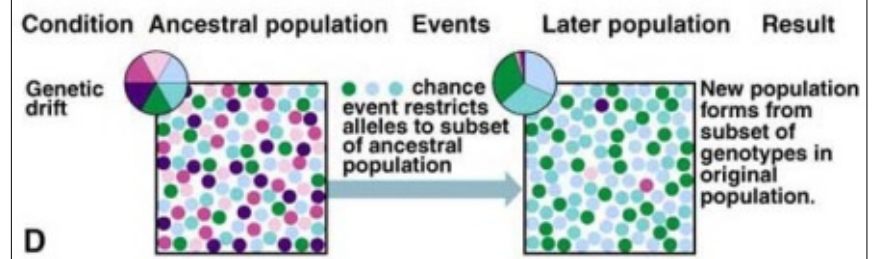 Condition Ancestral population Events Later population Result
Genetic
drift
chance
event restricts
alleles to subset
of ancestral
population
New population
forms from
subset of
genotypes in
original
population.
D